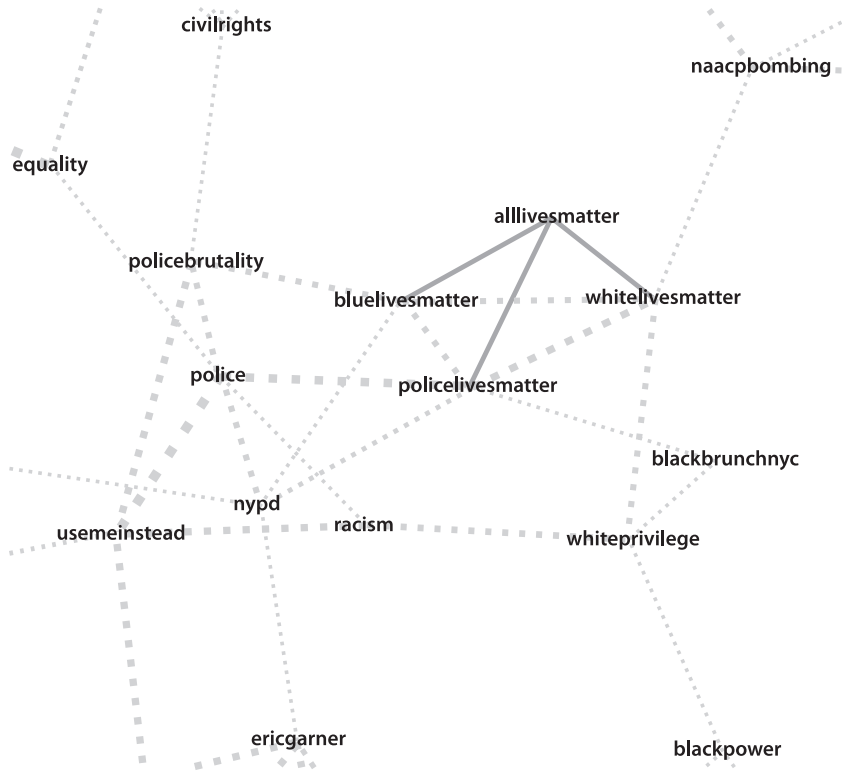 civilrights
naacpbombing
equality
alllivesmatter
policebrutality
bluelivesmatter
whitelivesmatter
police
policelivesmatter
blackbrunchnyc
nypd
racism
usemeinstead
whiteprivilege
ericgarner
blackpower